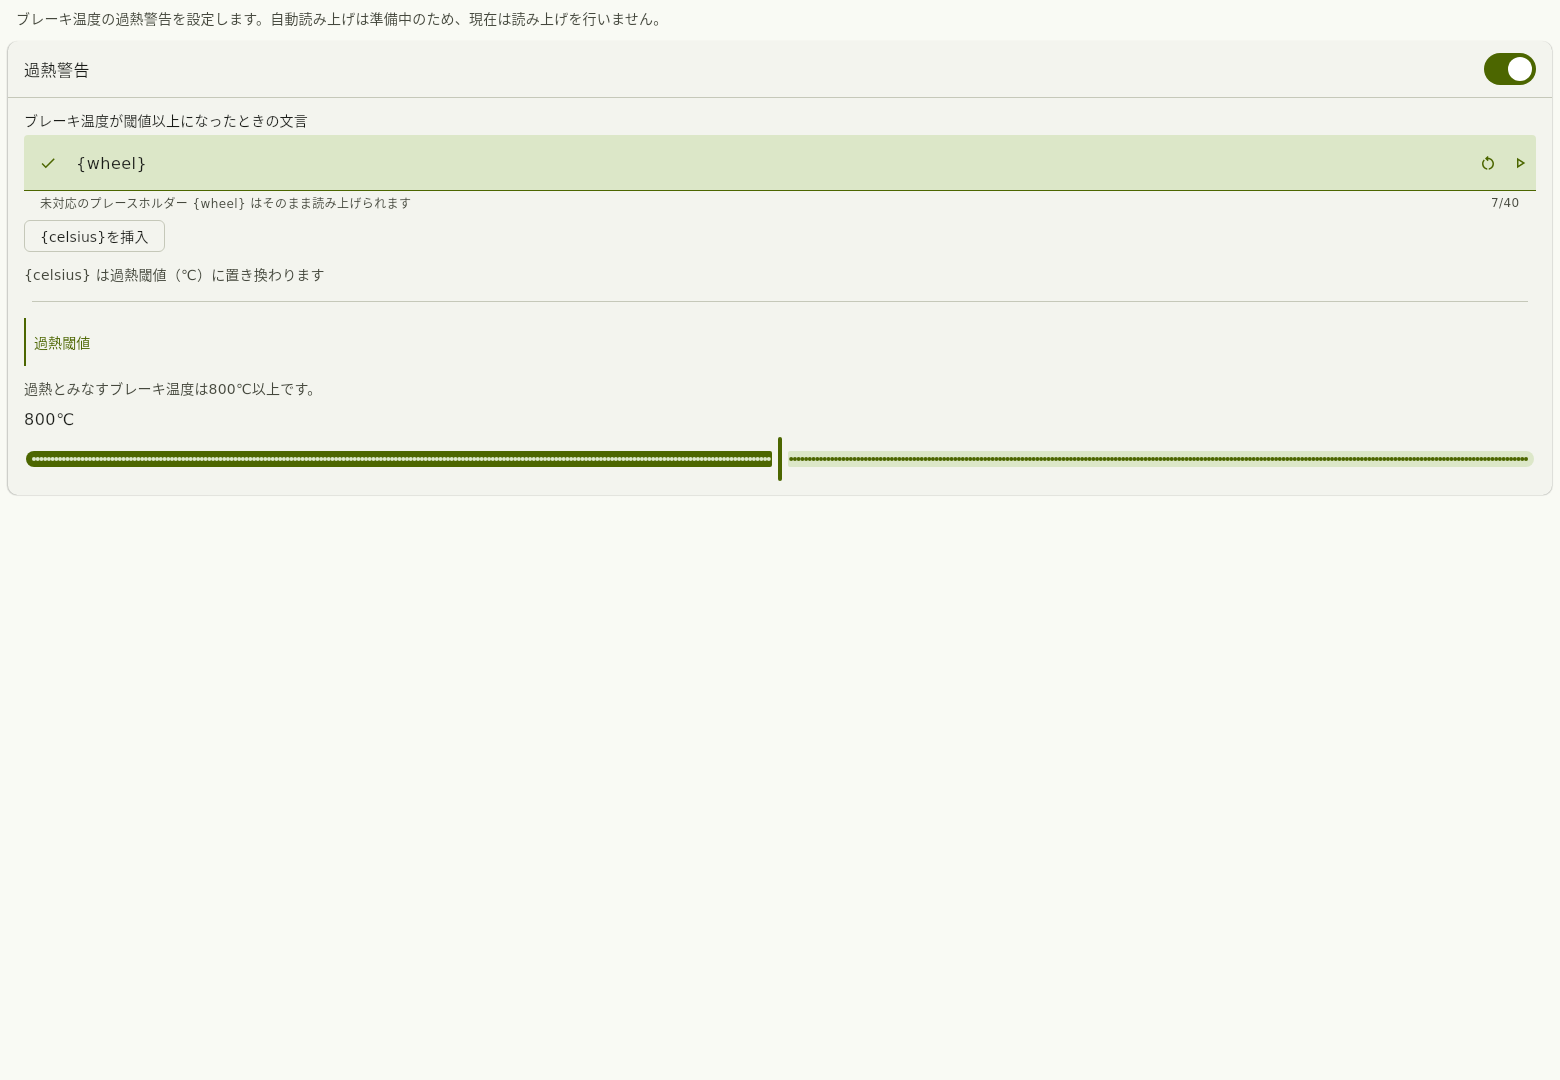 ブレーキ温度の過熱警告を設定します。自動読み上げは準備中のため、現在は読み上げを行いません。
過熱警告
ブレーキ温度が閾値以上になったときの文言
{wheel}
未対応のプレースホルダー {wheel} はそのまま読み上げられます
7/40
{celsius}を挿入
{celsius} は過熱閾値（℃）に置き換わります
過熱閾値
過熱とみなすブレーキ温度は800℃以上です。
800℃